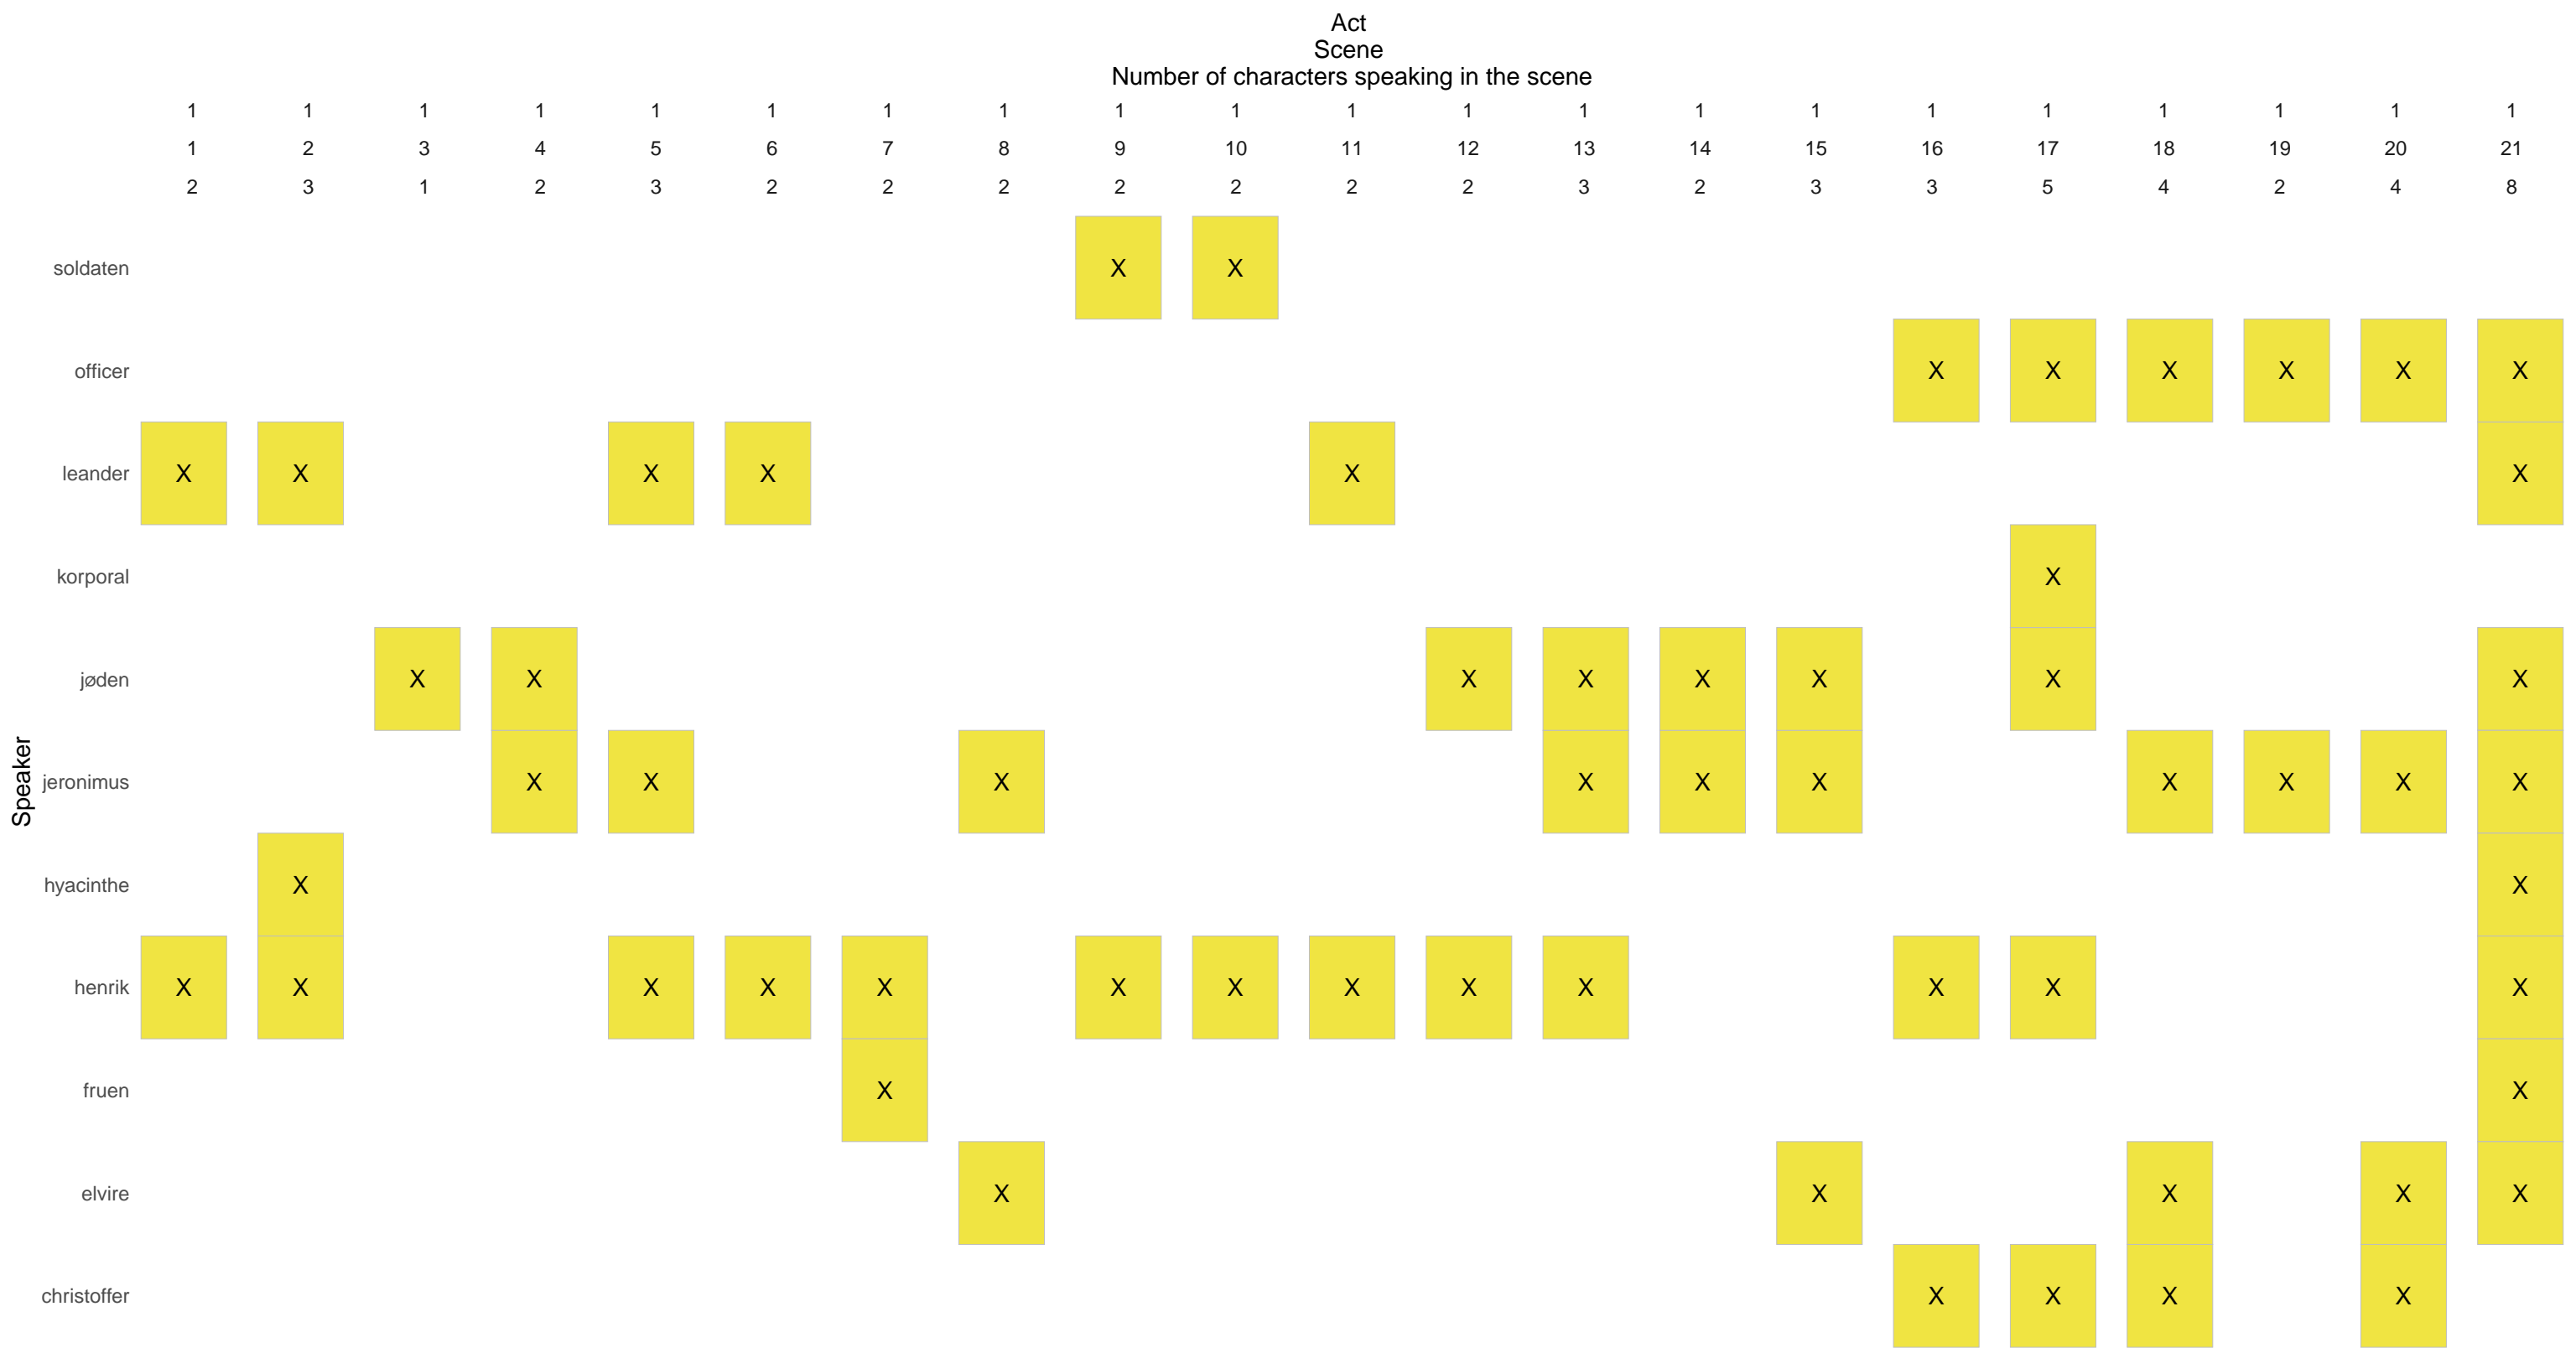 Act
Scene
Number of characters speaking in the scene
1 1 1 1 1 1 1 1 1 1 1 1 1 1 1 1 1 1 1 1 1
1 2 3 4 5 6 7 8 9 10 11 12 13 14 15 16 17 18 19 20 21
2 3 1 2 3 2 2 2 2 2 2 2 3 2 3 3 5 4 2 4 8
soldaten X X
officer X X X X X X
leander X X X X X X
korporal X
jøden X X X X X X X X
Speaker
jeronimus X X X X X X X X X X
hyacinthe X X
henrik X X X X X X X X X X X X X
fruen X X
elvire X X X X X
christoffer X X X X